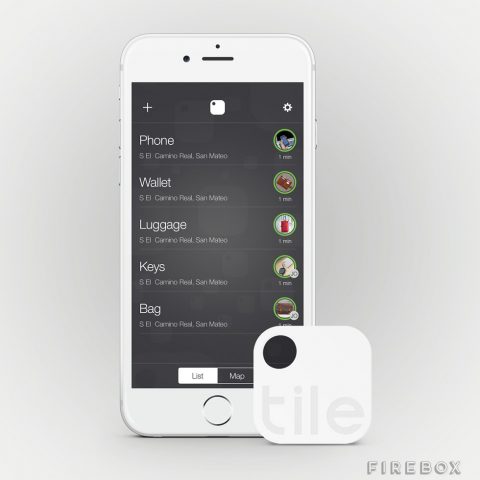 Phone
S El Camino Real, San Mateo
1 min
Wallet
S El Camino Real, San Mateo
1 min
Luggage
S El Camino Real, San Mateo
1 min
Keys
S El Camino Real, San Mateo
1 min
Bag
S El Camino Real, San Mateo
1 min
List Map
tile
FIREBOX